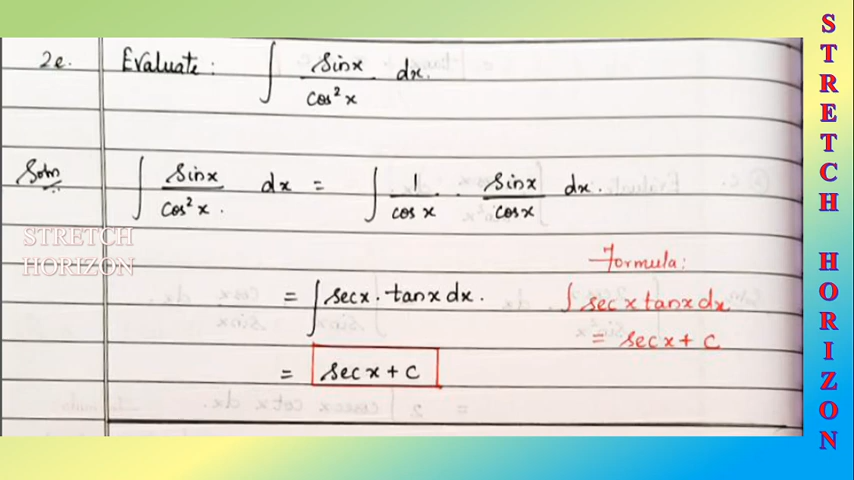 2e. Evaluate: ∫ sinx / cos²x dx.
Soln ∫ sinx / cos²x. dx = ∫ 1 / cos x . sinx / cosx dx.
STRETCH
HORIZON
Formula:
= ∫ secx . tanx dx. ∫ sec x tanx dx
= sec x + c
= sec x + c
STRETCH HORIZON